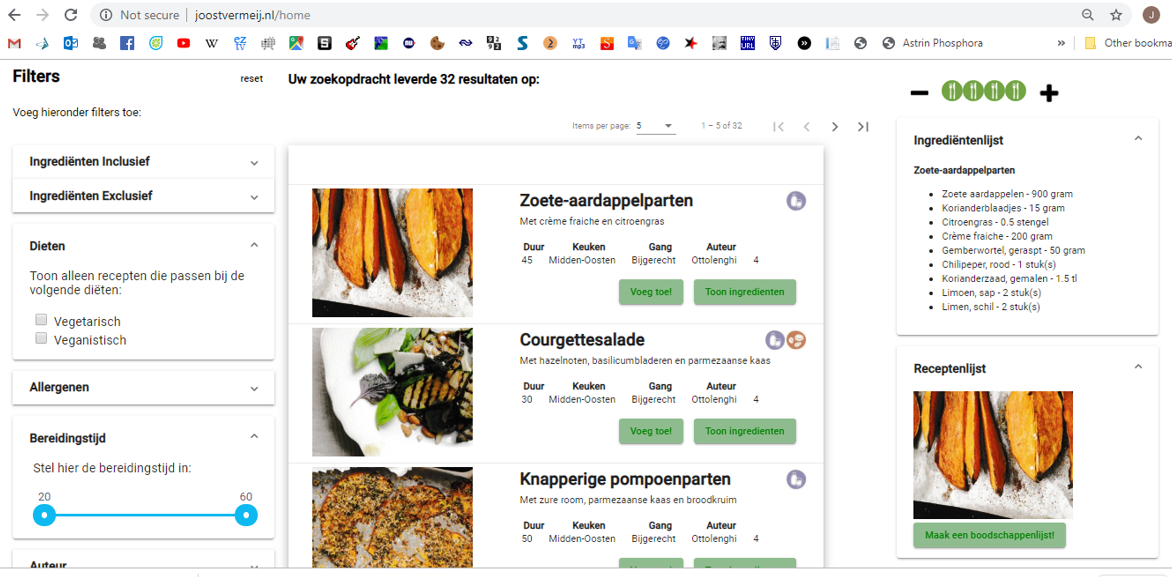 Not secure | joostvermeij.nl/home
Astrin Phosphora
»
Other bookma
Filters
reset
Voeg hieronder filters toe:
Ingrediënten Inclusief
Ingrediënten Exclusief
Dieten
Toon alleen recepten die passen bij de
volgende diëten:
Vegetarisch
Veganistisch
Allergenen
Bereidingstijd
Stel hier de bereidingstijd in:
20 60
Auteur
Uw zoekopdracht leverde 32 resultaten op:
Items per page: 5 1 – 5 of 32
Zoete-aardappelparten
Met crème fraiche en citroengras
Duur Keuken Gang Auteur
45 Midden-Oosten Bijgerecht Ottolenghi 4
Voeg toe! Toon ingredienten
Courgettesalade
Met hazelnoten, basilicumbladeren en parmezaanse kaas
Duur Keuken Gang Auteur
30 Midden-Oosten Bijgerecht Ottolenghi 4
Voeg toe! Toon ingredienten
Knapperige pompoenparten
Met zure room, parmezaanse kaas en broodkruim
Duur Keuken Gang Auteur
50 Midden-Oosten Bijgerecht Ottolenghi 4
Ingrediëntenlijst
Zoete-aardappelparten
Zoete aardappelen - 900 gram
Korianderblaadjes - 15 gram
Citroengras - 0.5 stengel
Crème fraiche - 200 gram
Gemberwortel, geraspt - 50 gram
Chilipeper, rood - 1 stuk(s)
Korianderzaad, gemalen - 1.5 tl
Limoen, sap - 2 stuk(s)
Limen, schil - 2 stuk(s)
Receptenlijst
Maak een boodschappenlijst!